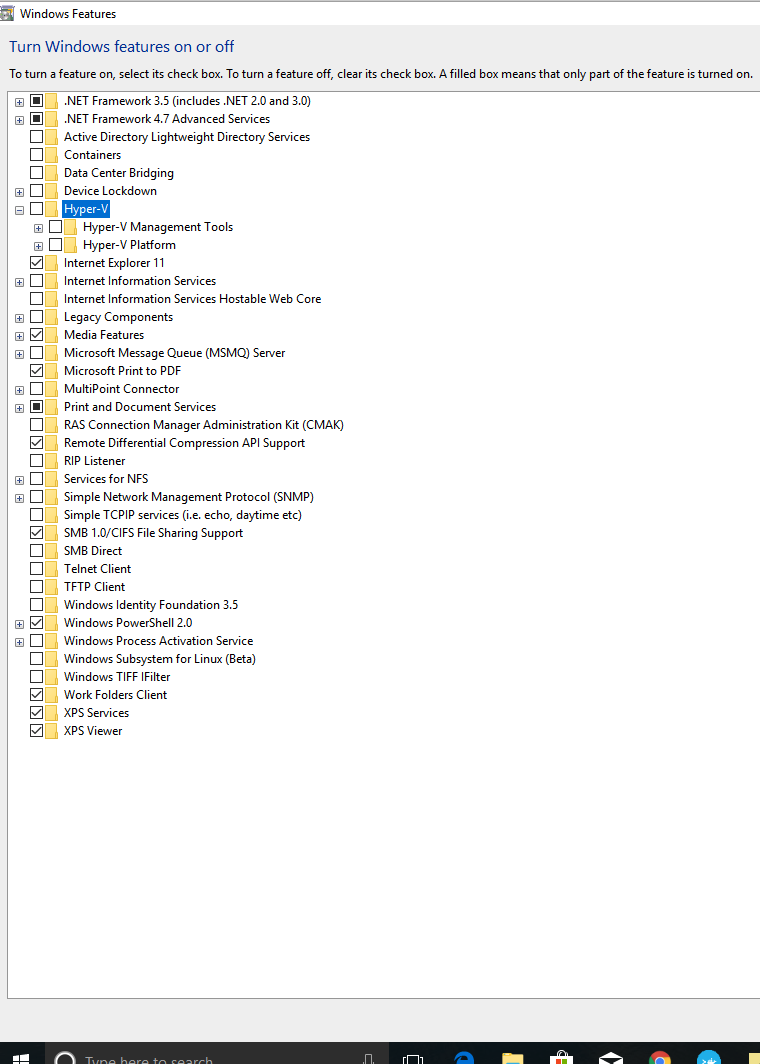 Windows Features
Turn Windows features on or off
To turn a feature on, select its check box. To turn a feature off, clear its check box. A filled box means that only part of the feature is turned on.
.NET Framework 3.5 (includes .NET 2.0 and 3.0)
.NET Framework 4.7 Advanced Services
Active Directory Lightweight Directory Services
Containers
Data Center Bridging
Device Lockdown
Hyper-V
Hyper-V Management Tools
Hyper-V Platform
Internet Explorer 11
Internet Information Services
Internet Information Services Hostable Web Core
Legacy Components
Media Features
Microsoft Message Queue (MSMQ) Server
Microsoft Print to PDF
MultiPoint Connector
Print and Document Services
RAS Connection Manager Administration Kit (CMAK)
Remote Differential Compression API Support
RIP Listener
Services for NFS
Simple Network Management Protocol (SNMP)
Simple TCPIP services (i.e. echo, daytime etc)
SMB 1.0/CIFS File Sharing Support
SMB Direct
Telnet Client
TFTP Client
Windows Identity Foundation 3.5
Windows PowerShell 2.0
Windows Process Activation Service
Windows Subsystem for Linux (Beta)
Windows TIFF IFilter
Work Folders Client
XPS Services
XPS Viewer
Type here to search